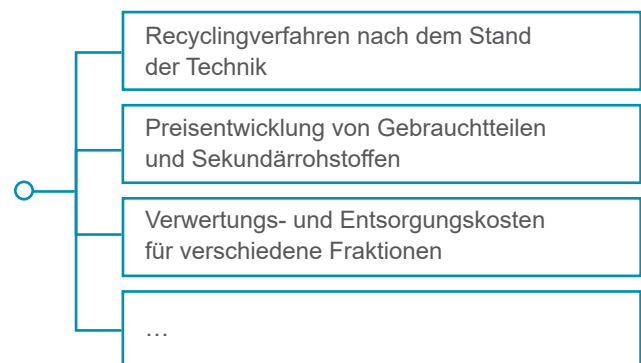 Recyclingverfahren nach dem Stand
der Technik
Preisentwicklung von Gebrauchtteilen
und Sekundärrohstoffen
Verwertungs- und Entsorgungskosten
für verschiedene Fraktionen
…